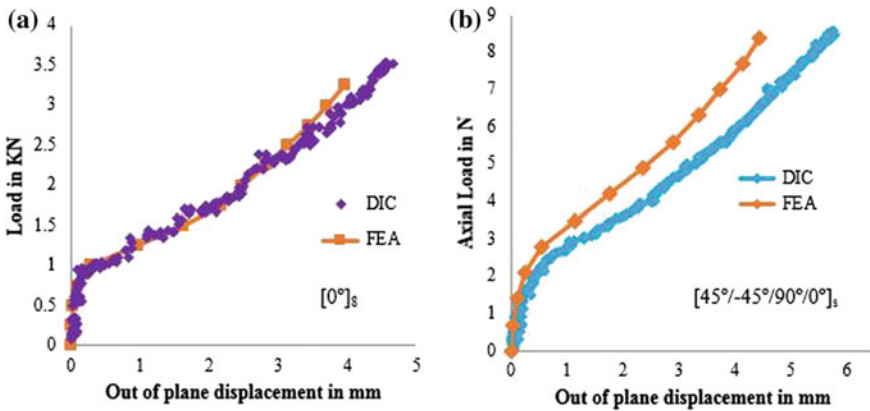 (a)
Load in KN
4
3.5
3
2.5
2
1.5
1
0.5
0
0 1 2 3 4 5
Out of plane displacement in mm
DIC
FEA
[0°]₈
(b)
Axial Load in N
9
8
7
6
5
4
3
2
1
0
0 1 2 3 4 5 6
Out of plane displacement in mm
DIC
FEA
[45°/-45°/90°/0°]ₛ